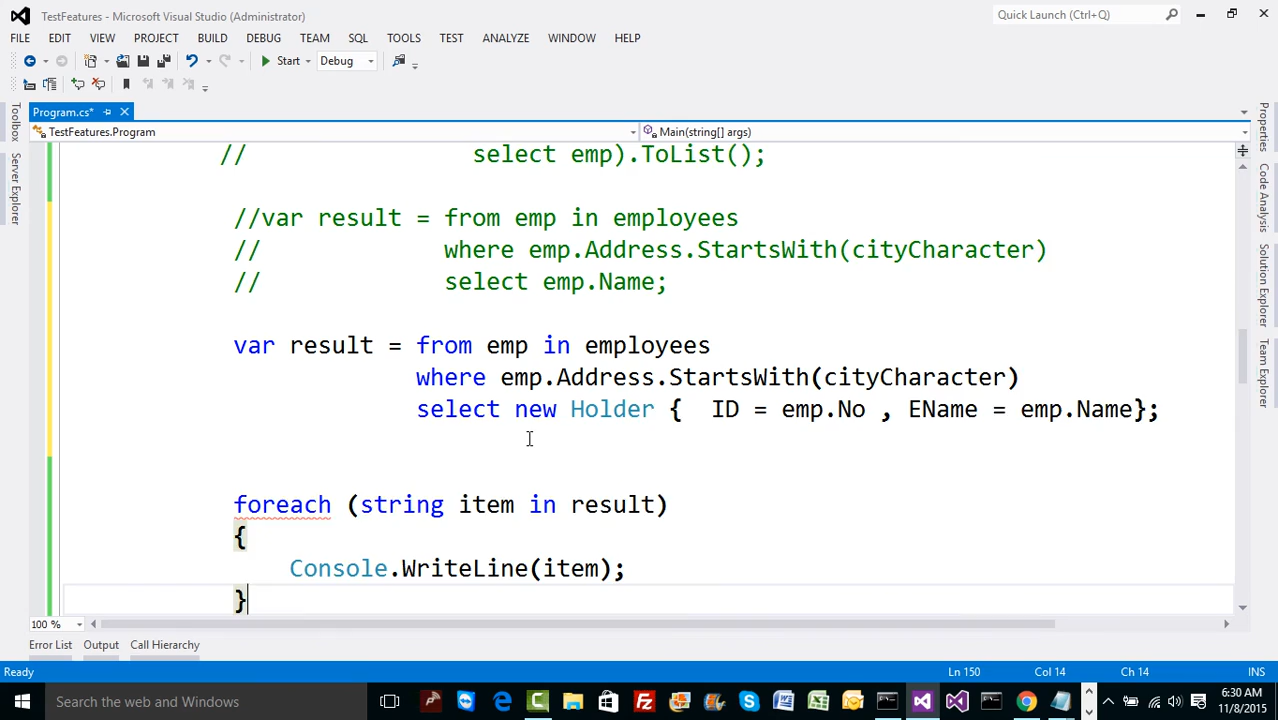 TestFeatures - Microsoft Visual Studio (Administrator)
Quick Launch (Ctrl+Q)
FILE EDIT VIEW PROJECT BUILD DEBUG TEAM SQL TOOLS TEST ANALYZE WINDOW HELP
Start Debug
Program.cs*
TestFeatures.Program Main(string[] args)
Toolbox
Server Explorer
Properties
Code Analysis
Solution Explorer
Team Explorer
// select emp).ToList();
//var result = from emp in employees
// where emp.Address.StartsWith(cityCharacter)
// select emp.Name;
var result = from emp in employees
where emp.Address.StartsWith(cityCharacter)
select new Holder { ID = emp.No , EName = emp.Name};
foreach (string item in result)
{
Console.WriteLine(item);
}
100 %
Error List Output Call Hierarchy
Ready Ln 150 Col 14 Ch 14 INS
Search the web and Windows
6:30 AM
11/8/2015